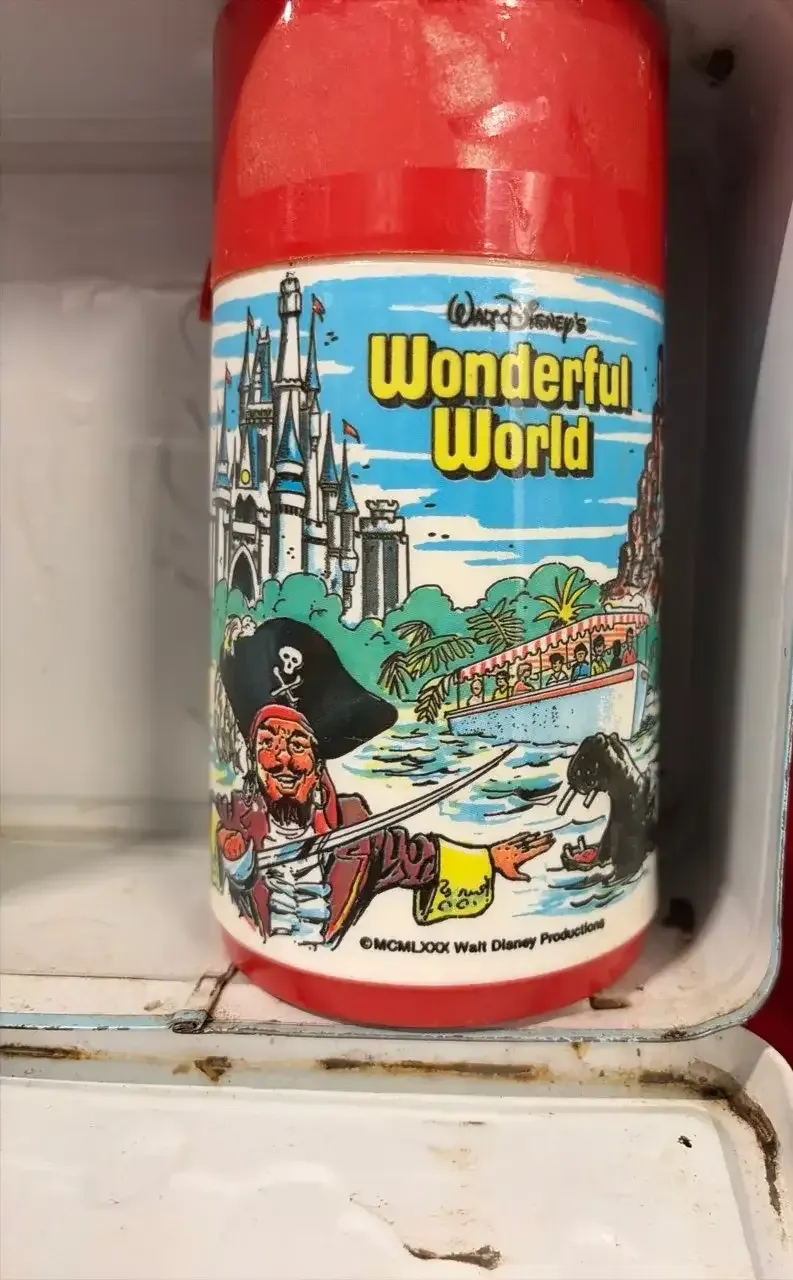 Walt Disney's
Wonderful
World
©MCMLXXX Walt Disney Productions